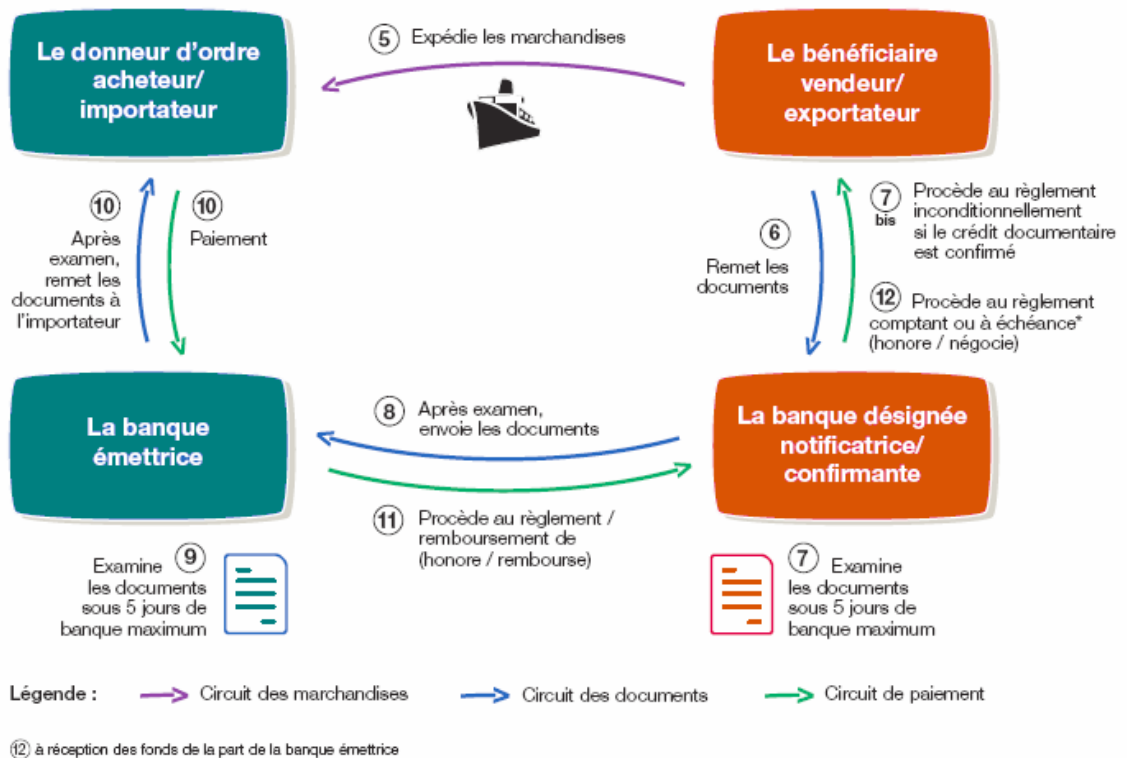 Le donneur d'ordre
acheteur/
importateur
5 Expédie les marchandises
Le bénéficiaire
vendeur/
exportateur
10
Après
examen,
remet les
documents à
l'importateur
10
Paiement
6
Remet les
documents
7 bis
Procède au règlement
inconditionnellement
si le crédit documentaire
est confirmé
12 Procède au règlement
comptant ou à échéance*
(honore / négocie)
La banque
émettrice
8 Après examen,
envoie les documents
La banque désignée
notificatrice/
confirmante
11 Procède au règlement /
remboursement de
(honore / rembourse)
Examine 9
les documents
sous 5 jours de
banque maximum
7 Examine
les documents
sous 5 jours de
banque maximum
Légende : Circuit des marchandises Circuit des documents Circuit de paiement
12 à réception des fonds de la part de la banque émettrice